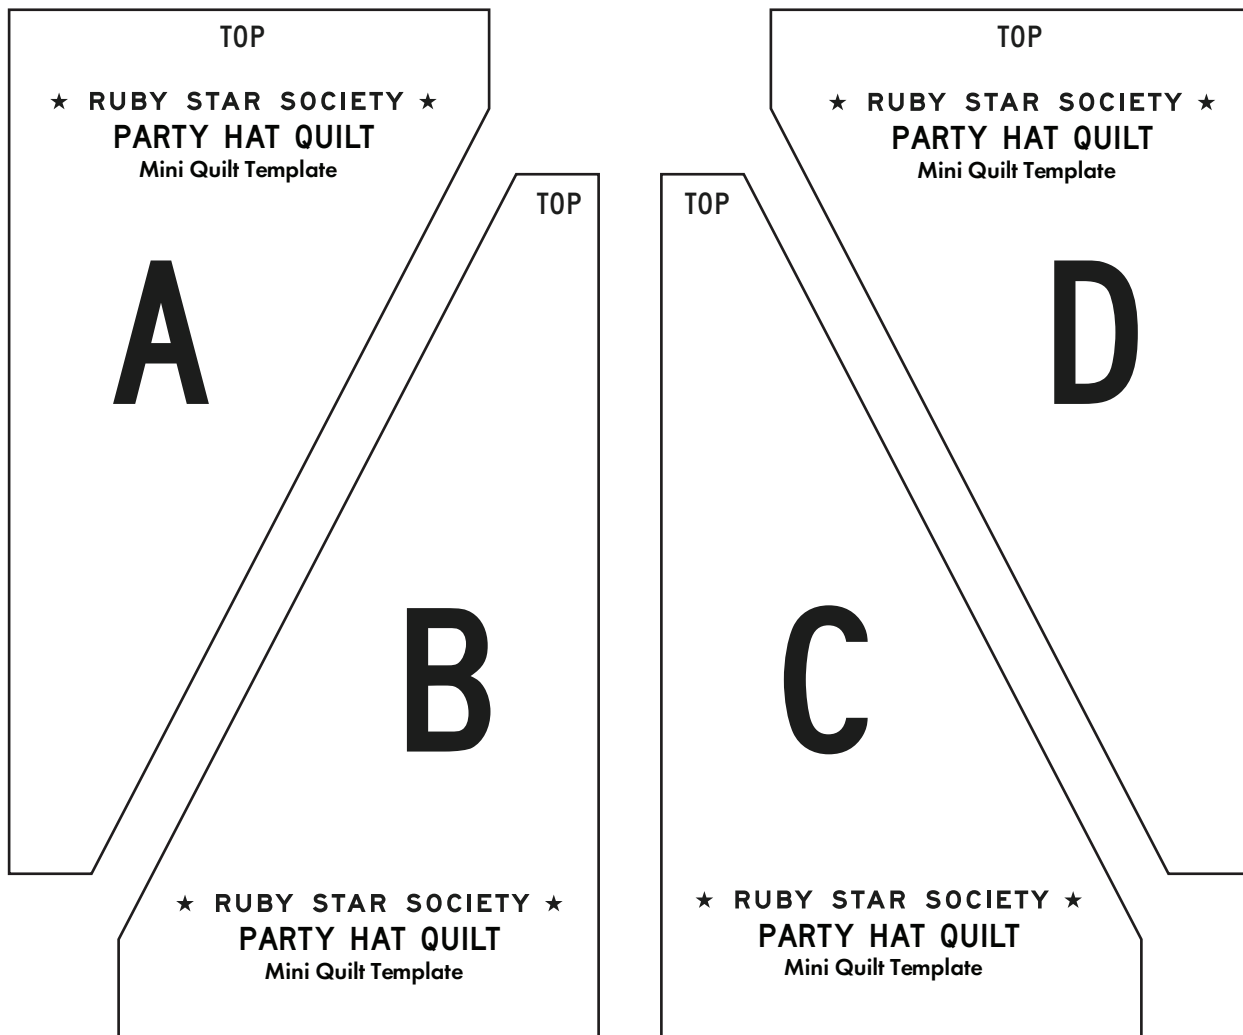 TOP
★ RUBY STAR SOCIETY ★
PARTY HAT QUILT
Mini Quilt Template
A
TOP
B
★ RUBY STAR SOCIETY ★
PARTY HAT QUILT
Mini Quilt Template
TOP
C
★ RUBY STAR SOCIETY ★
PARTY HAT QUILT
Mini Quilt Template
TOP
★ RUBY STAR SOCIETY ★
PARTY HAT QUILT
Mini Quilt Template
D